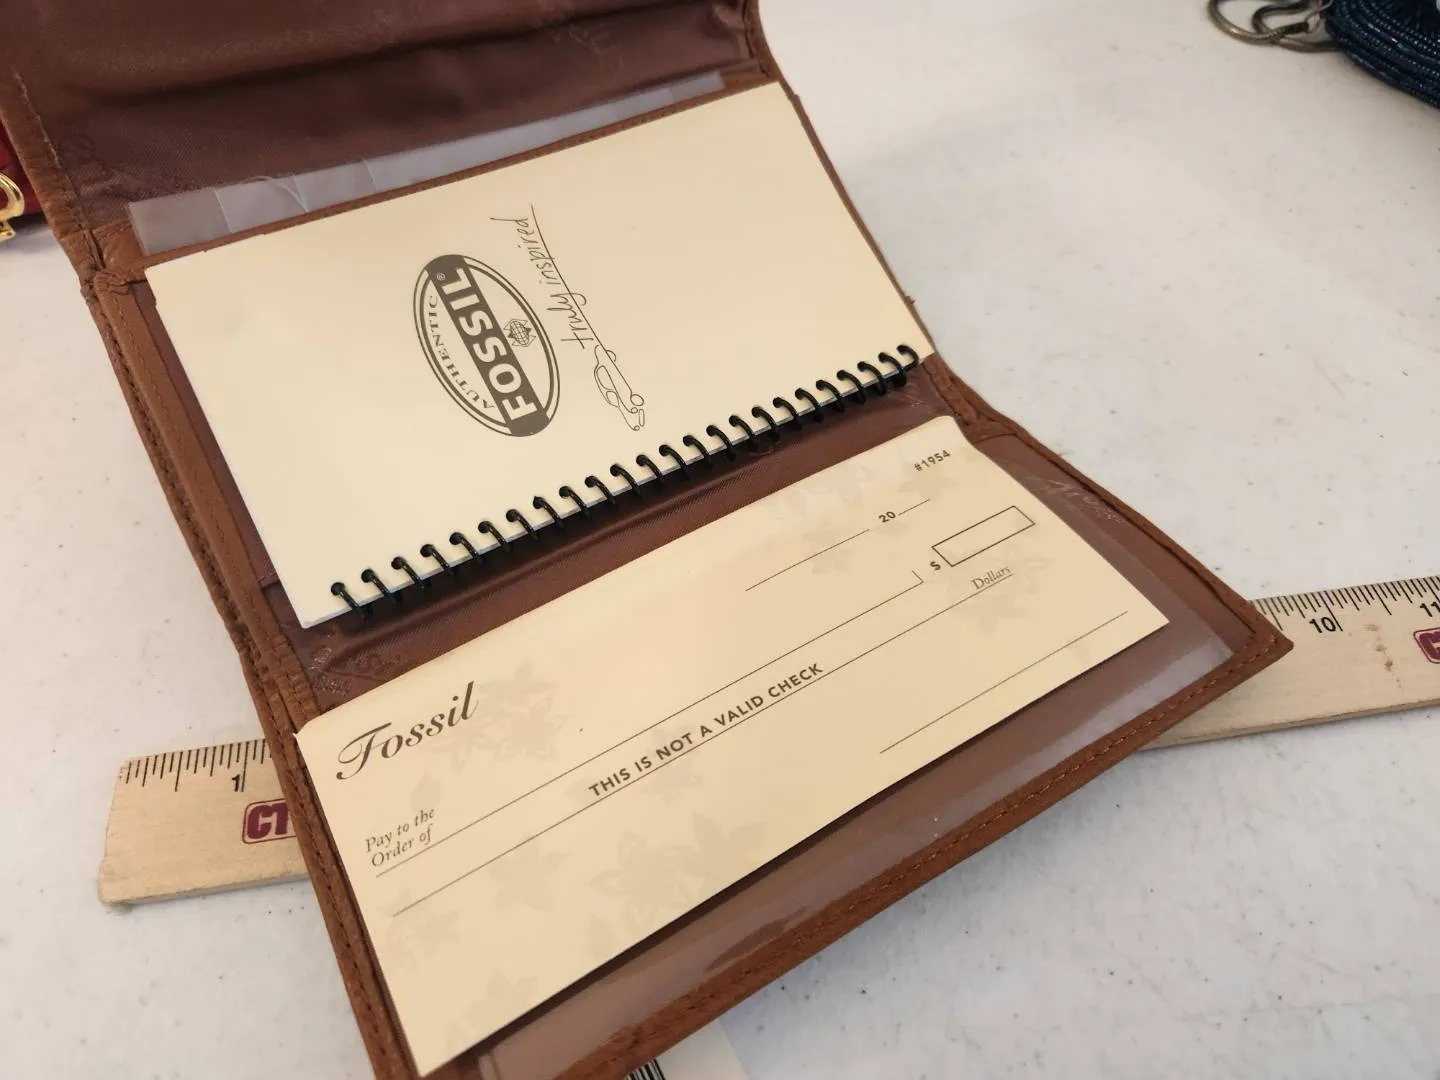 AUTHENTIC
FOSSIL®
truly inspired
#1954
20
$
Dollars
Fossil
Pay to the
Order of
THIS IS NOT A VALID CHECK
1
10
11